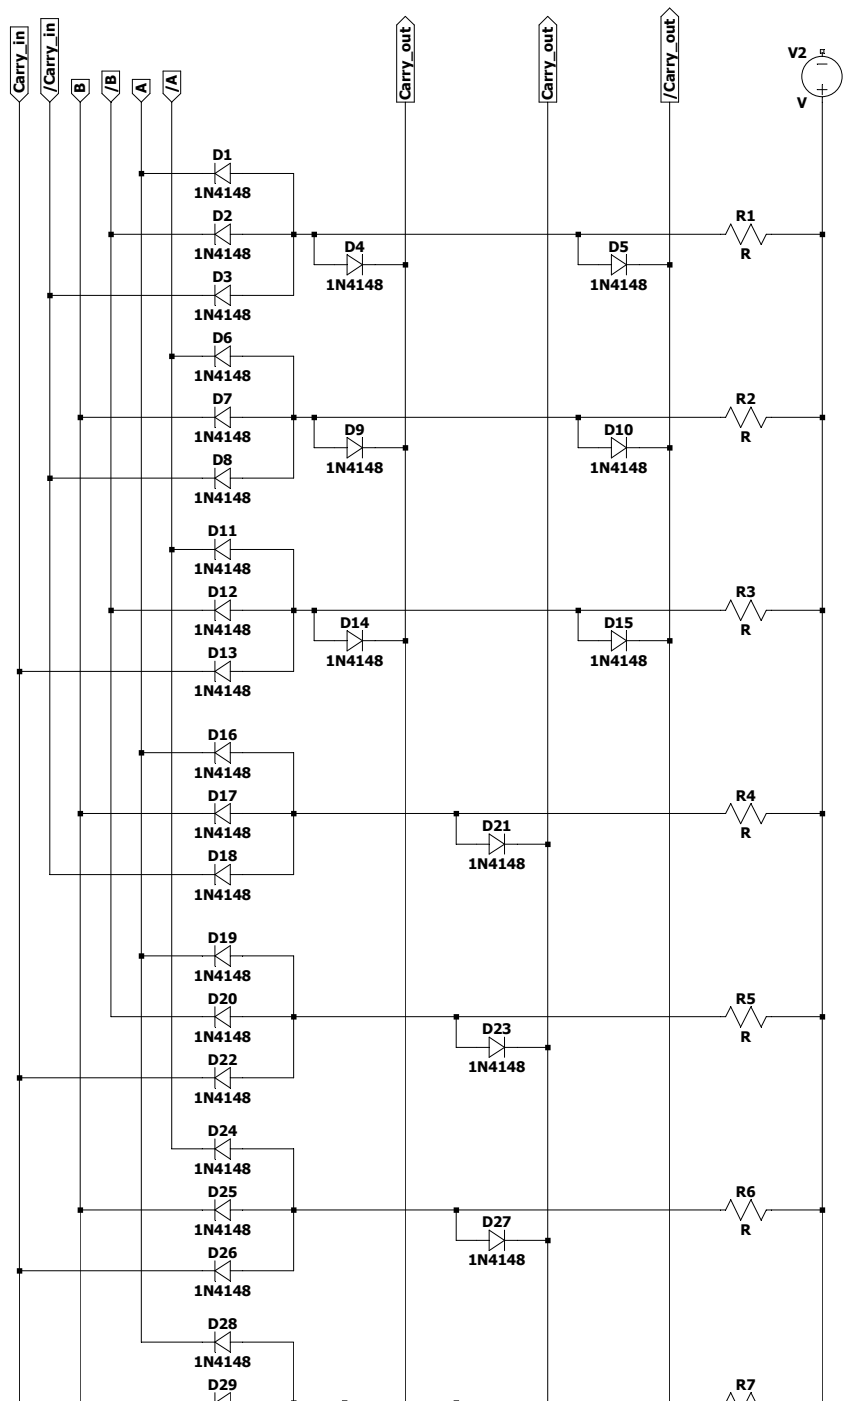 Carry_in
/Carry_in
B
/B
A
/A
Carry_out
Carry_out
/Carry_out
V2
V
D1
1N4148
D2
1N4148
D3
1N4148
D4
1N4148
D5
1N4148
R1
R
D6
1N4148
D7
1N4148
D8
1N4148
D9
1N4148
D10
1N4148
R2
R
D11
1N4148
D12
1N4148
D13
1N4148
D14
1N4148
D15
1N4148
R3
R
D16
1N4148
D17
1N4148
D18
1N4148
D21
1N4148
R4
R
D19
1N4148
D20
1N4148
D22
1N4148
D23
1N4148
R5
R
D24
1N4148
D25
1N4148
D26
1N4148
D27
1N4148
R6
R
D28
1N4148
D29
R7